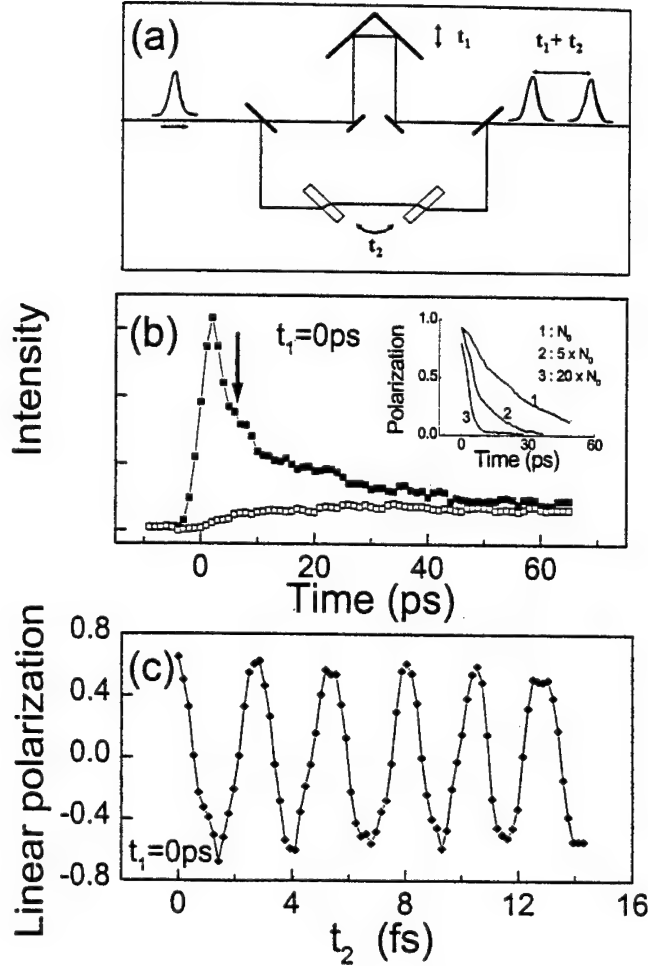 (a)
t₁
t₁ + t₂
t₂
Intensity
(b)
t₁=0ps
Polarization
1.0
0.5
0.0
1 : N₀
2 : 5 x N₀
3 : 20 x N₀
1
2
3
0
30
60
Time (ps)
0
20
40
60
Time (ps)
Linear polarization
0.8
0.4
0.0
-0.4
-0.8
(c)
t₁=0ps
0
4
8
12
16
t₂ (fs)